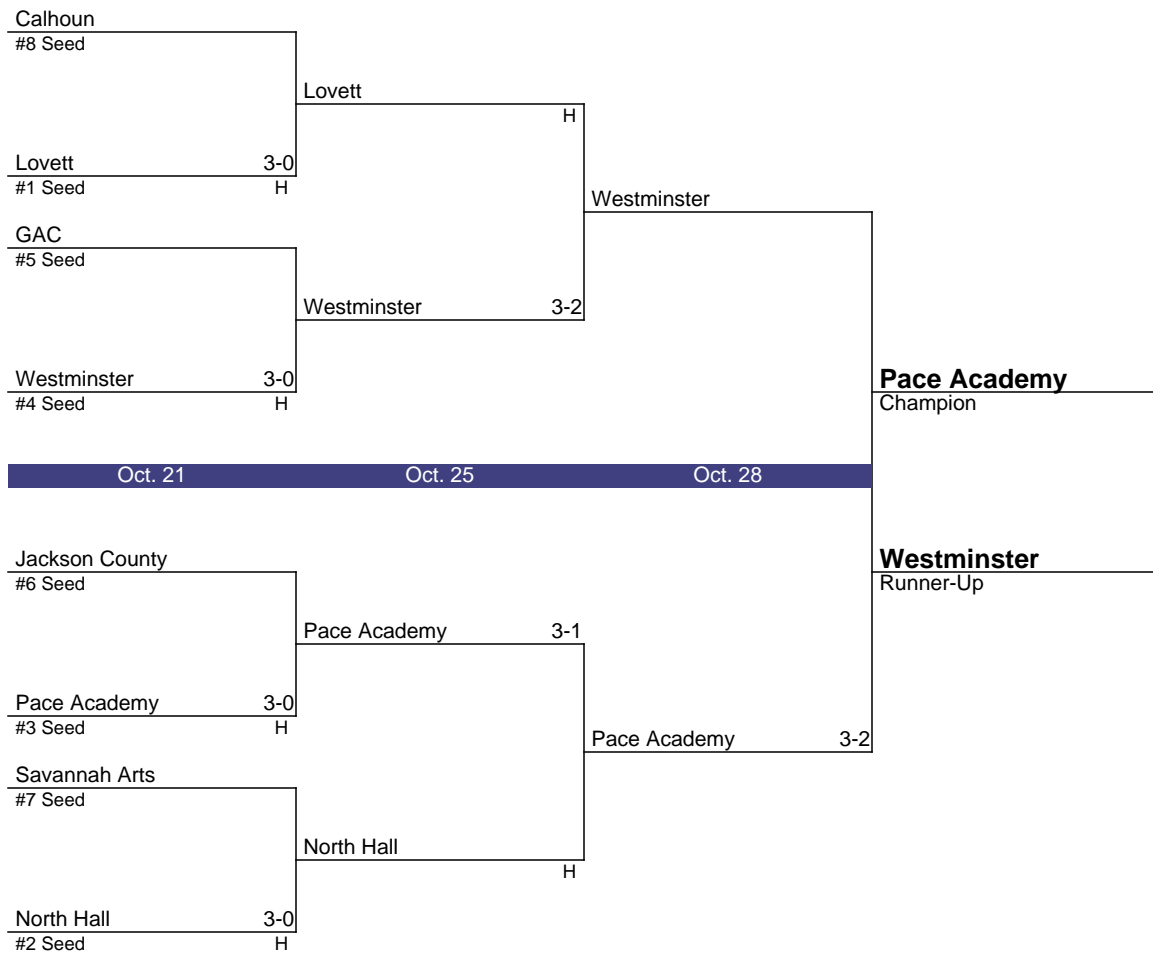 Calhoun
#8 Seed
Lovett
H
Lovett 3-0
#1 Seed H
Westminster
GAC
#5 Seed
Westminster 3-2
Westminster 3-0
#4 Seed H
Pace Academy
Champion
Oct. 21 Oct. 25 Oct. 28
Jackson County
#6 Seed
Westminster
Runner-Up
Pace Academy 3-1
Pace Academy 3-0
#3 Seed H
Pace Academy 3-2
Savannah Arts
#7 Seed
North Hall
H
North Hall 3-0
#2 Seed H